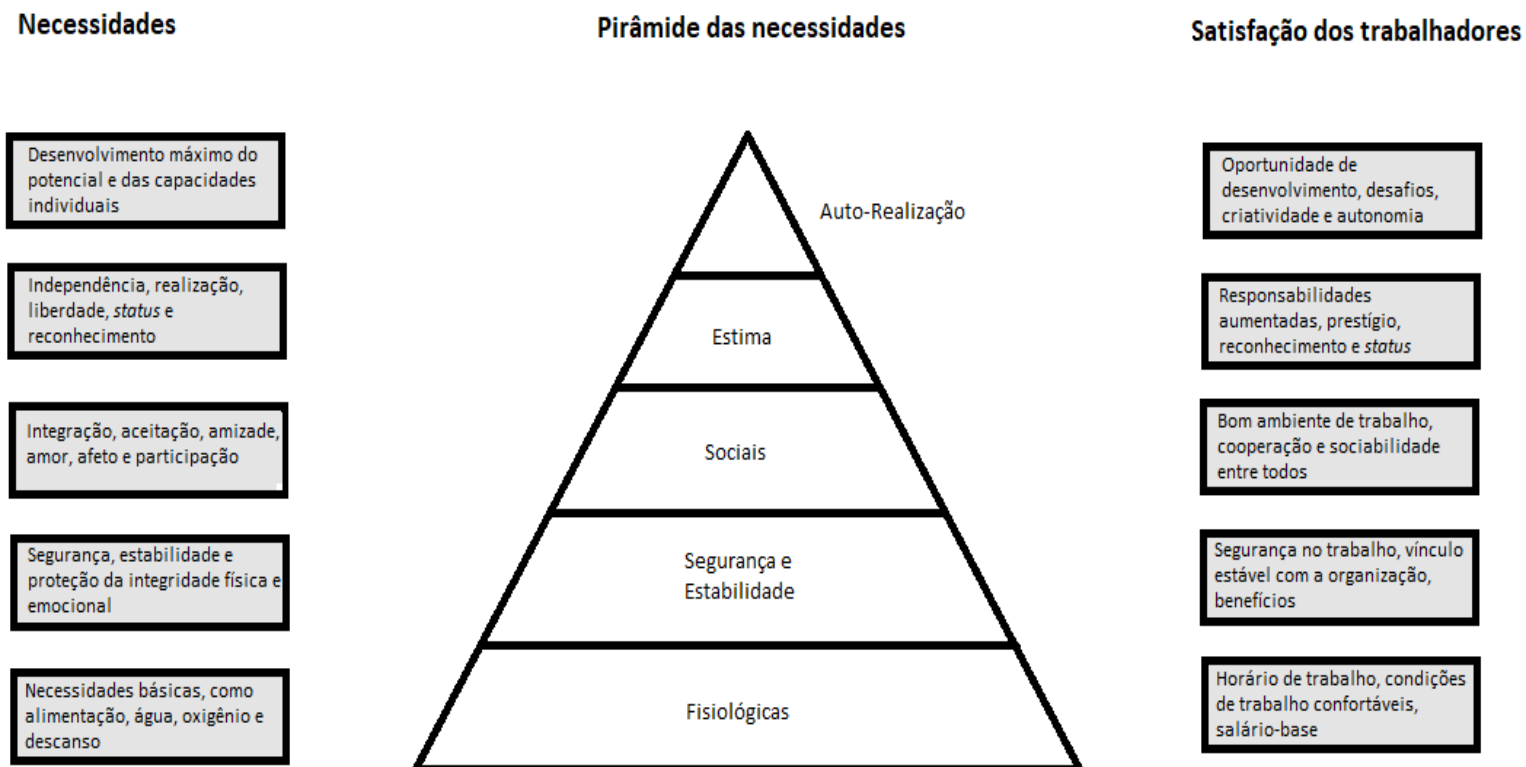 Necessidades
Pirâmide das necessidades
Satisfação dos trabalhadores
Desenvolvimento máximo do
potencial e das capacidades
individuais
Auto-Realização
Oportunidade de
desenvolvimento, desafios,
criatividade e autonomia
Independência, realização,
liberdade, status e
reconhecimento
Estima
Responsabilidades
aumentadas, prestígio,
reconhecimento e status
Integração, aceitação, amizade,
amor, afeto e participação
Sociais
Bom ambiente de trabalho,
cooperação e sociabilidade
entre todos
Segurança, estabilidade e
proteção da integridade física e
emocional
Segurança e
Estabilidade
Segurança no trabalho, vínculo
estável com a organização,
benefícios
Necessidades básicas, como
alimentação, água, oxigênio e
descanso
Fisiológicas
Horário de trabalho, condições
de trabalho confortáveis,
salário-base